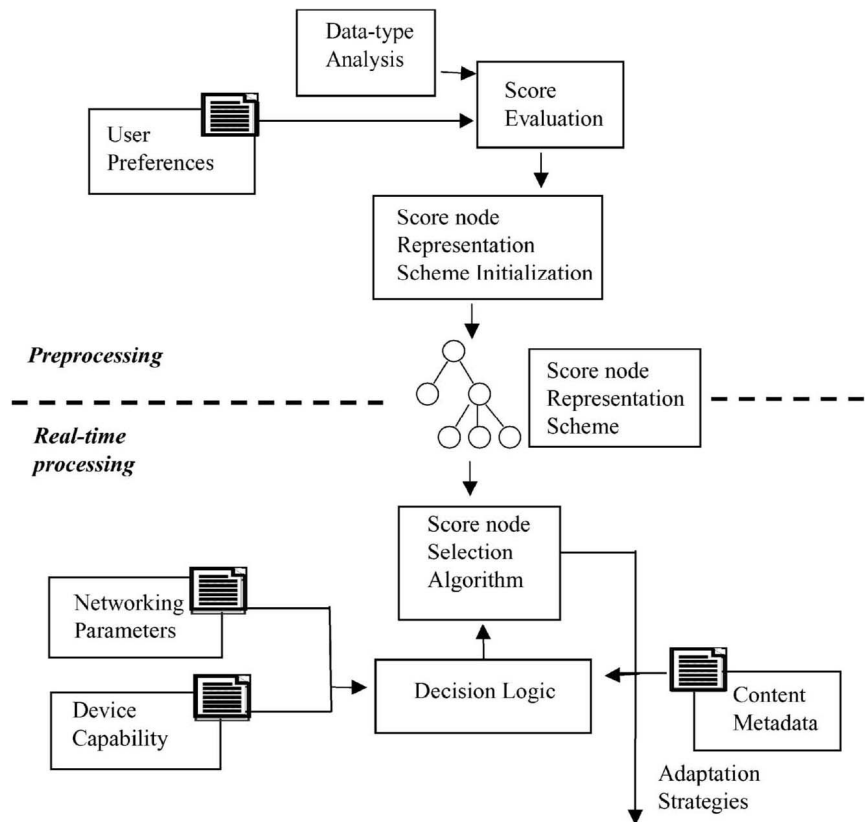 Data-type
Analysis
Score
Evaluation
User
Preferences
Score node
Representation
Scheme Initialization
Preprocessing
Score node
Representation
Scheme
Real-time
processing
Score node
Selection
Algorithm
Networking
Parameters
Decision Logic
Device
Capability
Content
Metadata
Adaptation
Strategies